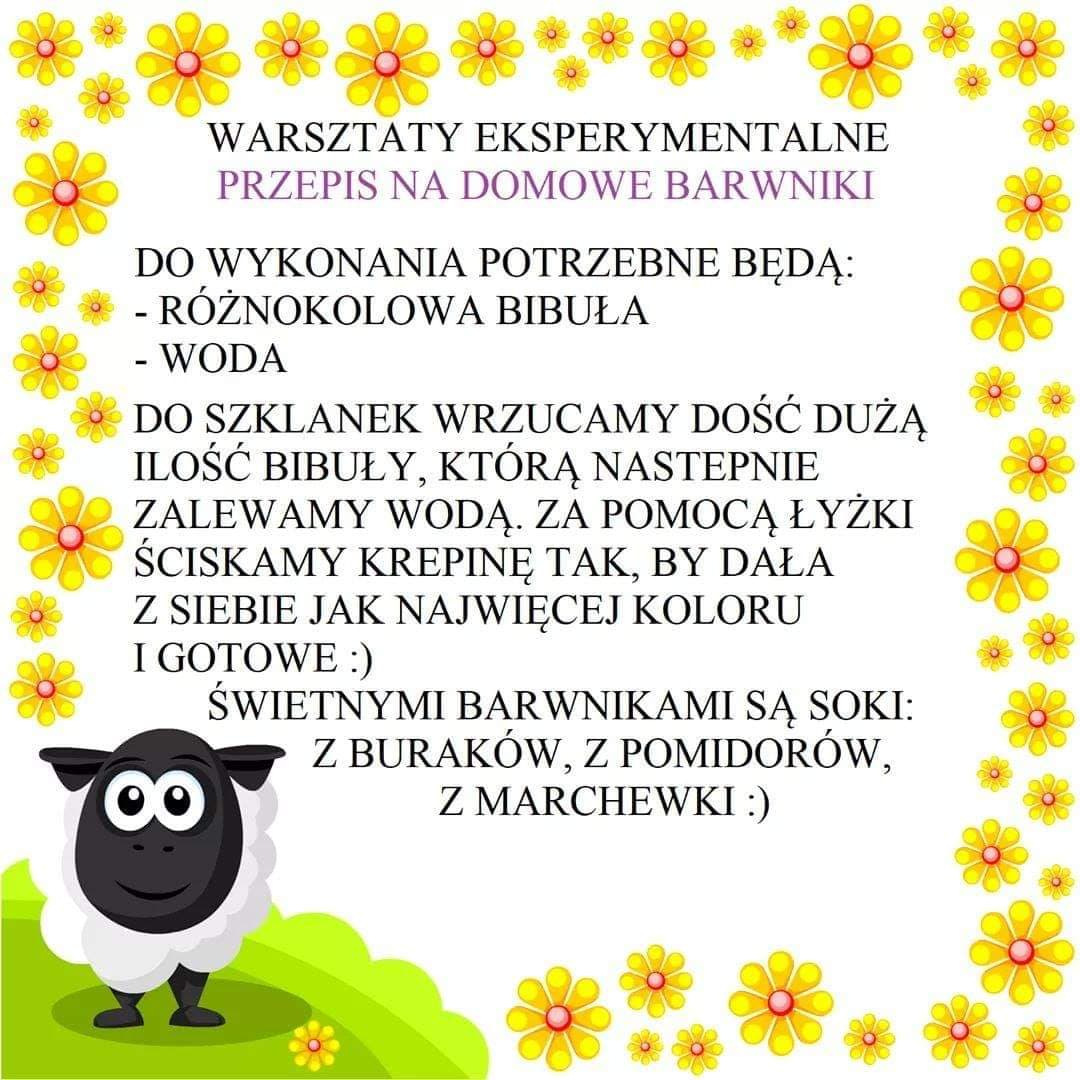 WARSZTATY EKSPERYMENTALNE
PRZEPIS NA DOMOWE BARWNIKI
DO WYKONANIA POTRZEBNE BĘDĄ:
- RÓŻNOKOLOWA BIBUŁA
- WODA
DO SZKLANEK WRZUCAMY DOŚĆ DUŻĄ
ILOŚĆ BIBUŁY, KTÓRĄ NASTEPNIE
ZALEWAMY WODĄ. ZA POMOCĄ ŁYŻKI
ŚCISKAMY KREPINĘ TAK, BY DAŁA
Z SIEBIE JAK NAJWIĘCEJ KOLORU
I GOTOWE :)
ŚWIETNYMI BARWNIKAMI SĄ SOKI:
Z BURAKÓW, Z POMIDORÓW,
Z MARCHEWKI :)